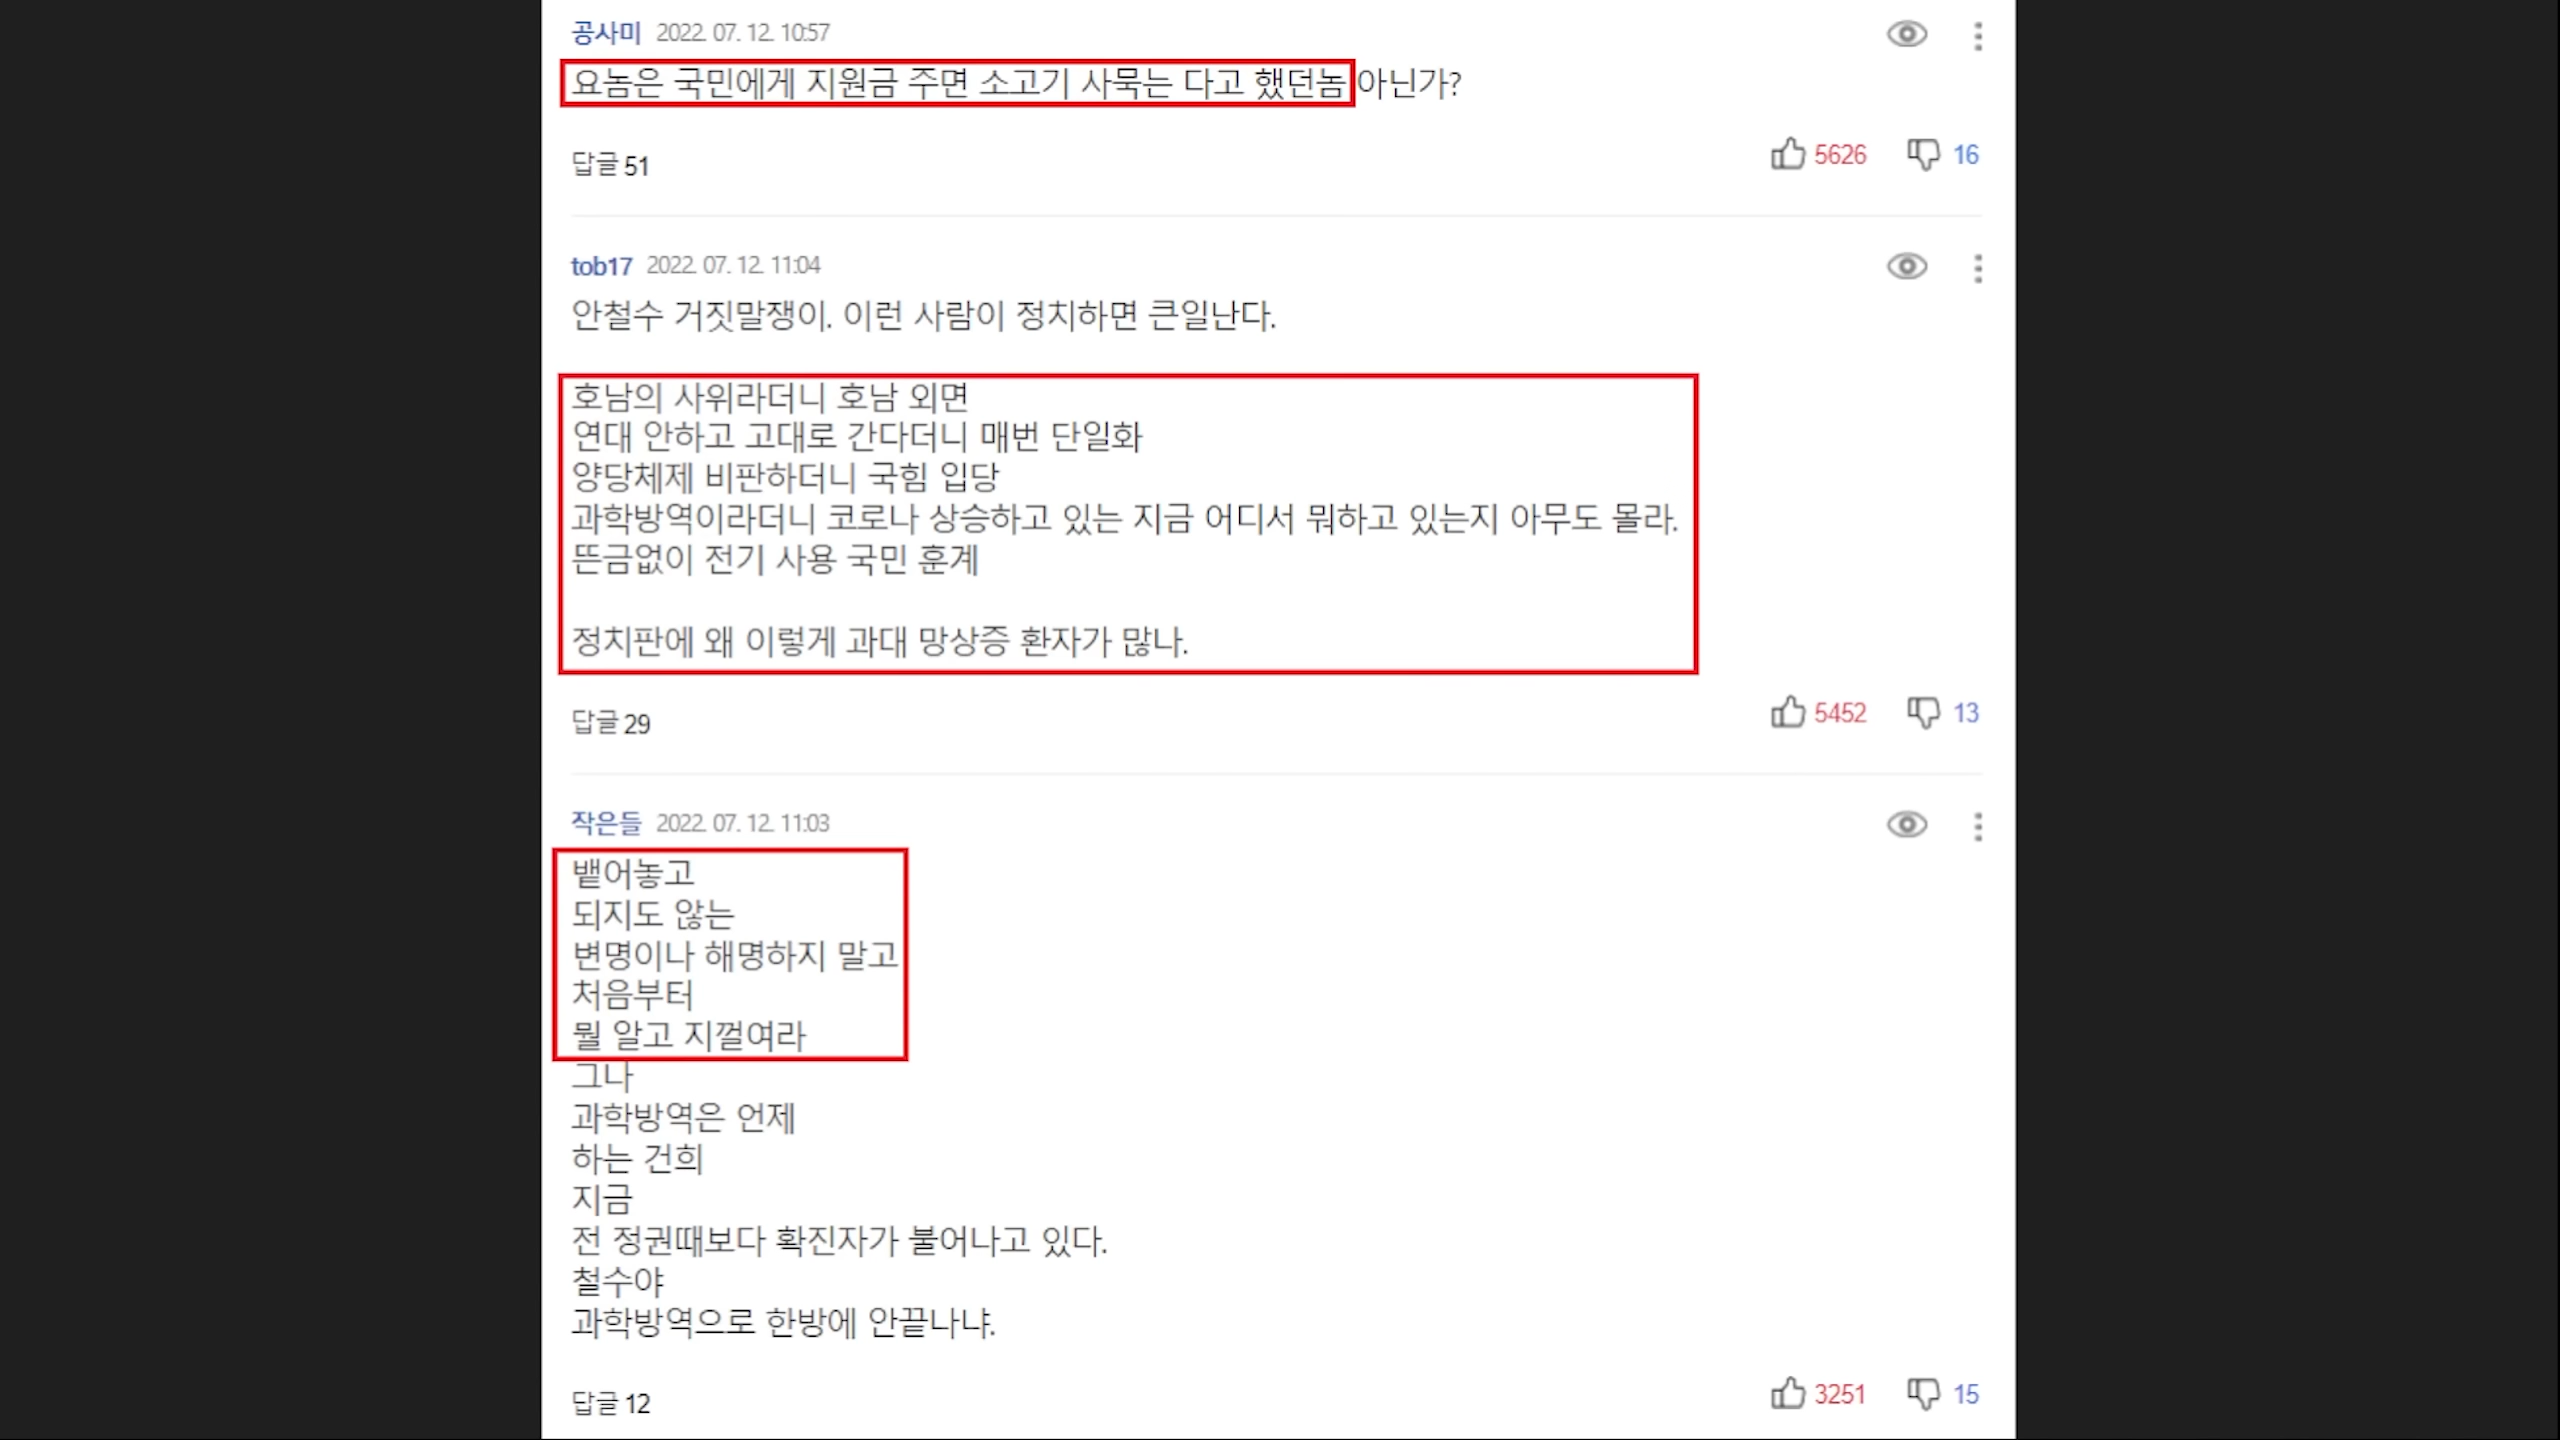 공사미 2022. 07. 12. 10:57
요놈은 국민에게 지원금 주면 소고기 사묵는 다고 했던놈 아닌가?
답글 51
5626 16
tob17 2022. 07. 12. 11:04
안철수 거짓말쟁이. 이런 사람이 정치하면 큰일난다.
호남의 사위라더니 호남 외면
연대 안하고 고대로 간다더니 매번 단일화
양당체제 비판하더니 국힘 입당
과학방역이라더니 코로나 상승하고 있는 지금 어디서 뭐하고 있는지 아무도 몰라.
뜬금없이 전기 사용 국민 훈계
정치판에 왜 이렇게 과대 망상증 환자가 많나.
답글 29
5452 13
작은들 2022. 07. 12. 11:03
뱉어놓고
되지도 않는
변명이나 해명하지 말고
처음부터
뭘 알고 지껄여라
그나
과학방역은 언제
하는 건희
지금
전 정권때보다 확진자가 불어나고 있다.
철수야
과학방역으로 한방에 안끝나냐.
답글 12
3251 15